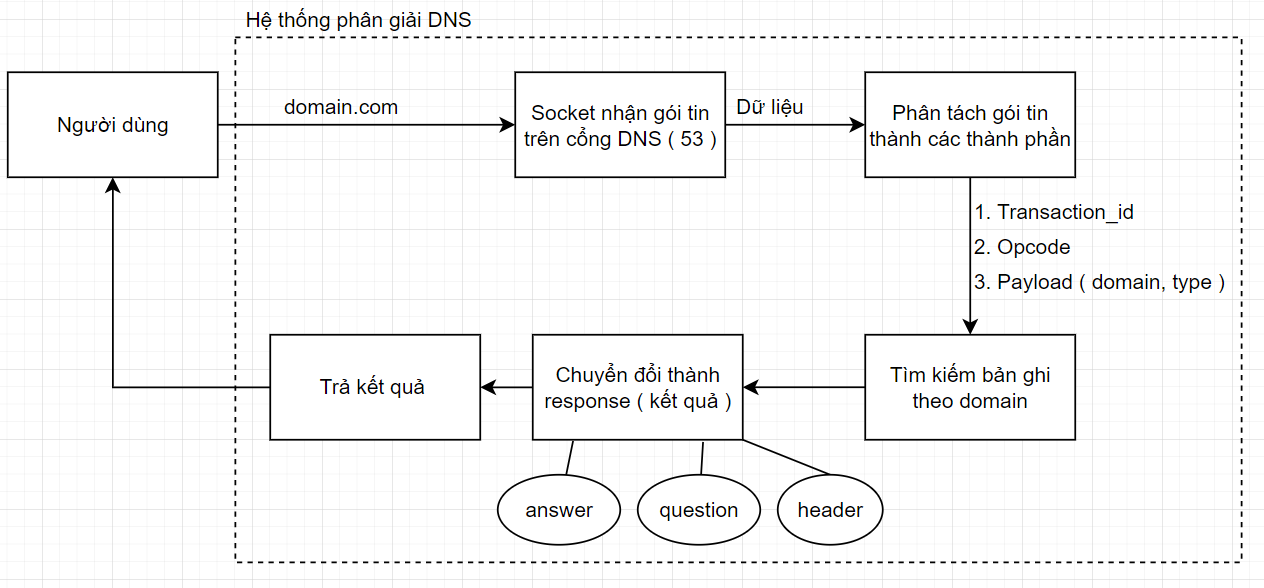 Hệ thống phân giải DNS
Người dùng
domain.com
Socket nhận gói tin
trên cổng DNS ( 53 )
Dữ liệu
Phân tách gói tin
thành các thành phần
1. Transaction_id
2. Opcode
3. Payload ( domain, type )
Tìm kiếm bản ghi
theo domain
Chuyển đổi thành
response ( kết quả )
Trả kết quả
answer
question
header